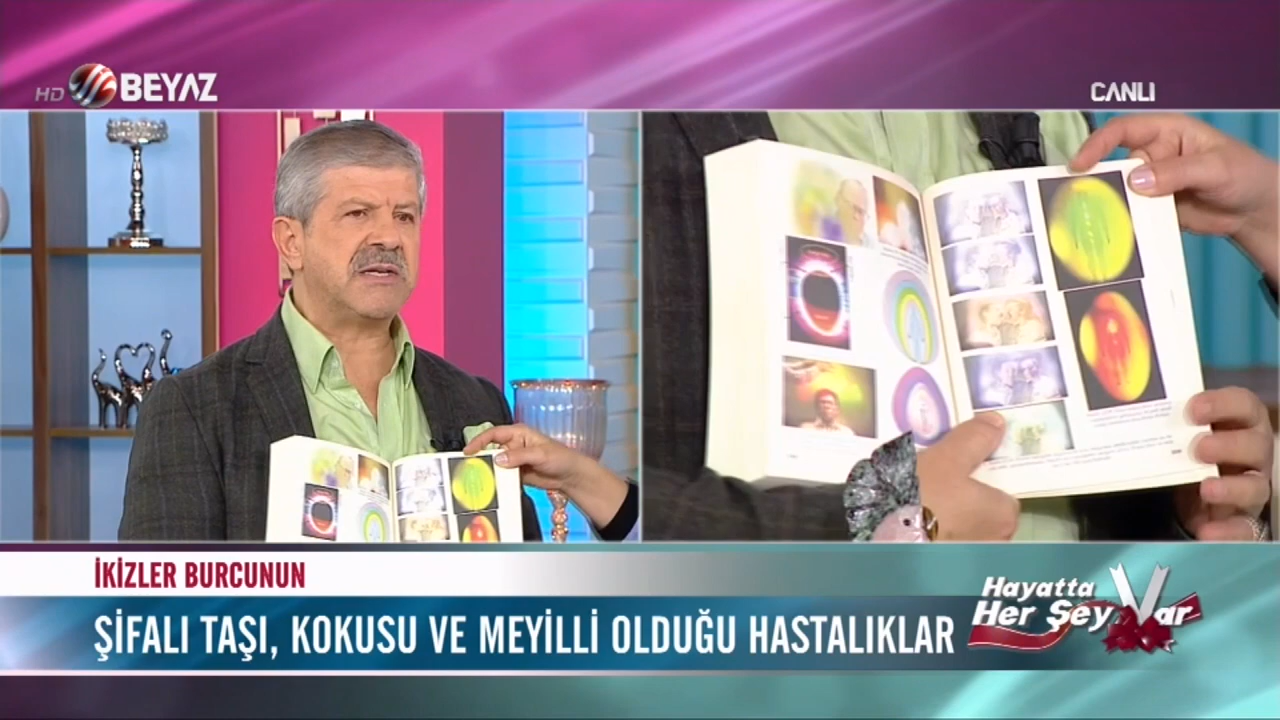 HD BEYAZ
CANLI
İKİZLER BURCUNUN
ŞİFALI TAŞI, KOKUSU VE MEYİLLİ OLDUĞU HASTALIKLAR
Hayatta
Her Şey Var